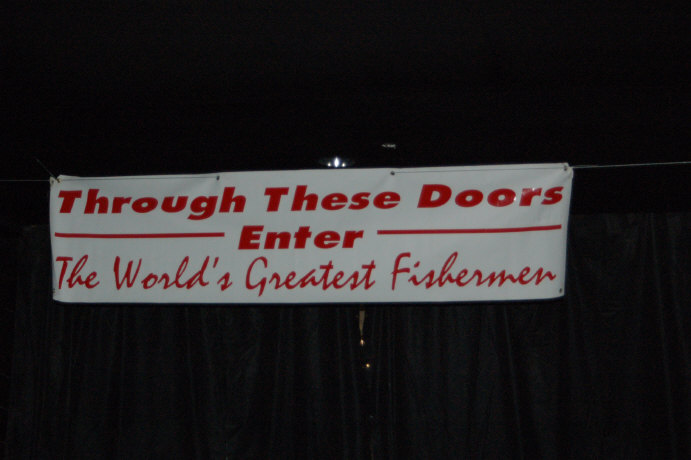 Through These Doors
Enter
The World's Greatest Fishermen